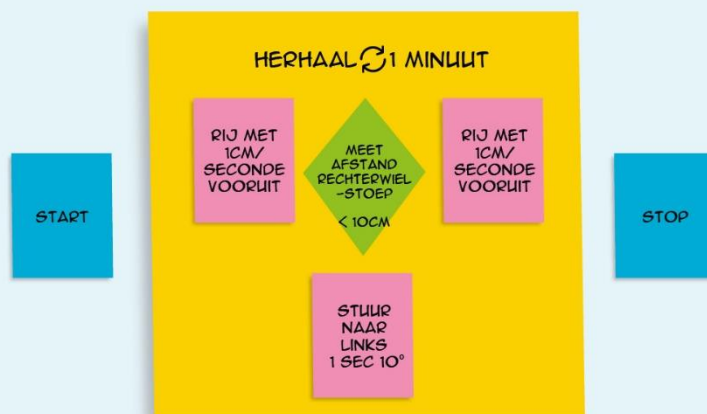 HERHAAL 1 MINUUT
START
RIJ MET
1CM/
SECONDE
VOORUIT
MEET
AFSTAND
RECHTERWIEL
-STOEP
< 10CM
RIJ MET
1CM/
SECONDE
VOORUIT
STOP
STUUR
NAAR
LINKS
1 SEC 10°